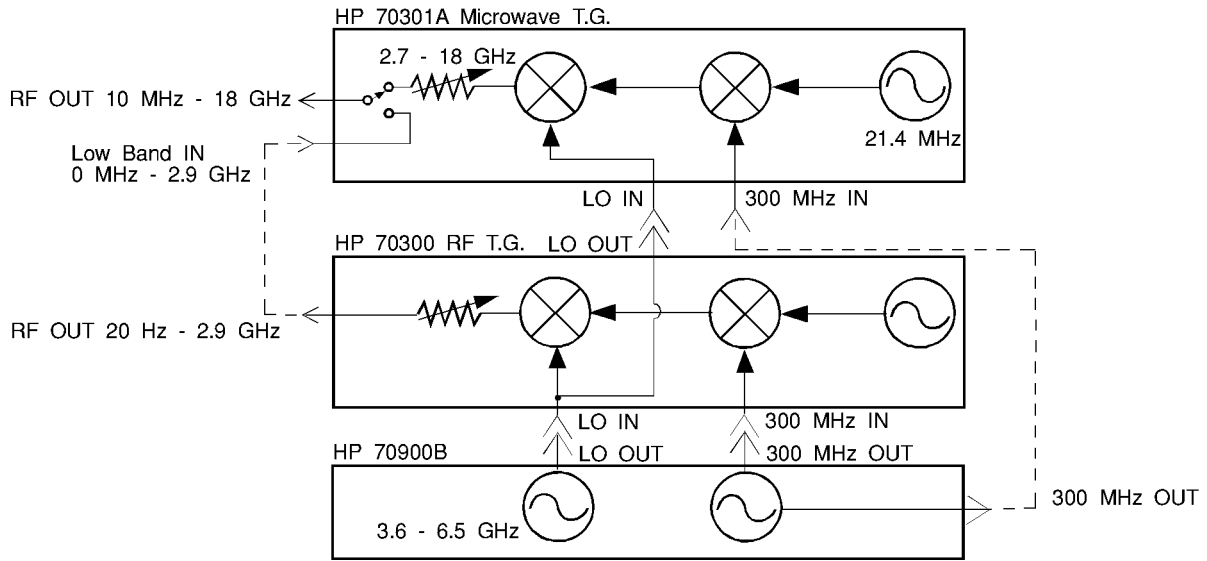 HP 70301A Microwave T.G.
2.7 - 18 GHz
RF OUT 10 MHz - 18 GHz
21.4 MHz
Low Band IN
0 MHz - 2.9 GHz
LO IN
300 MHz IN
HP 70300 RF T.G.
LO OUT
RF OUT 20 Hz - 2.9 GHz
LO IN
300 MHz IN
HP 70900B
LO OUT
300 MHz OUT
300 MHz OUT
3.6 - 6.5 GHz